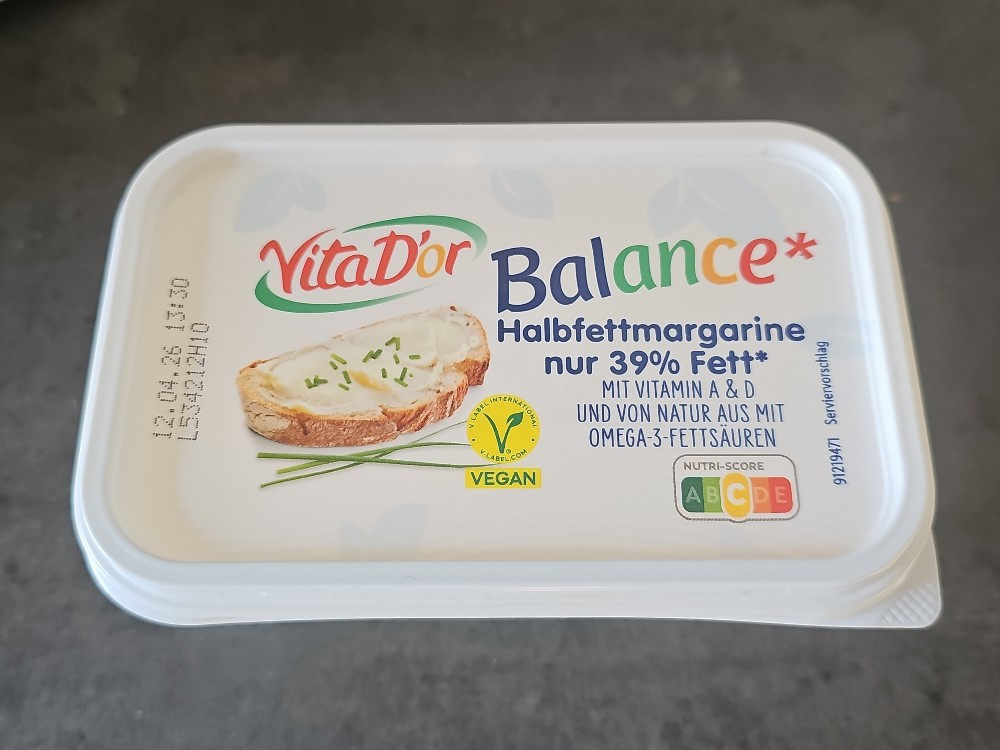 VitaD'or
Balance*
Halbfettmargarine
nur 39% Fett*
MIT VITAMIN A & D
UND VON NATUR AUS MIT
OMEGA-3-FETTSÄUREN
V-LABEL INTERNATIONAL
V-LABEL.COM
VEGAN
NUTRI-SCORE
A B C D E
91219471 Serviervorschlag
12.04.26 13:30
L534212H10